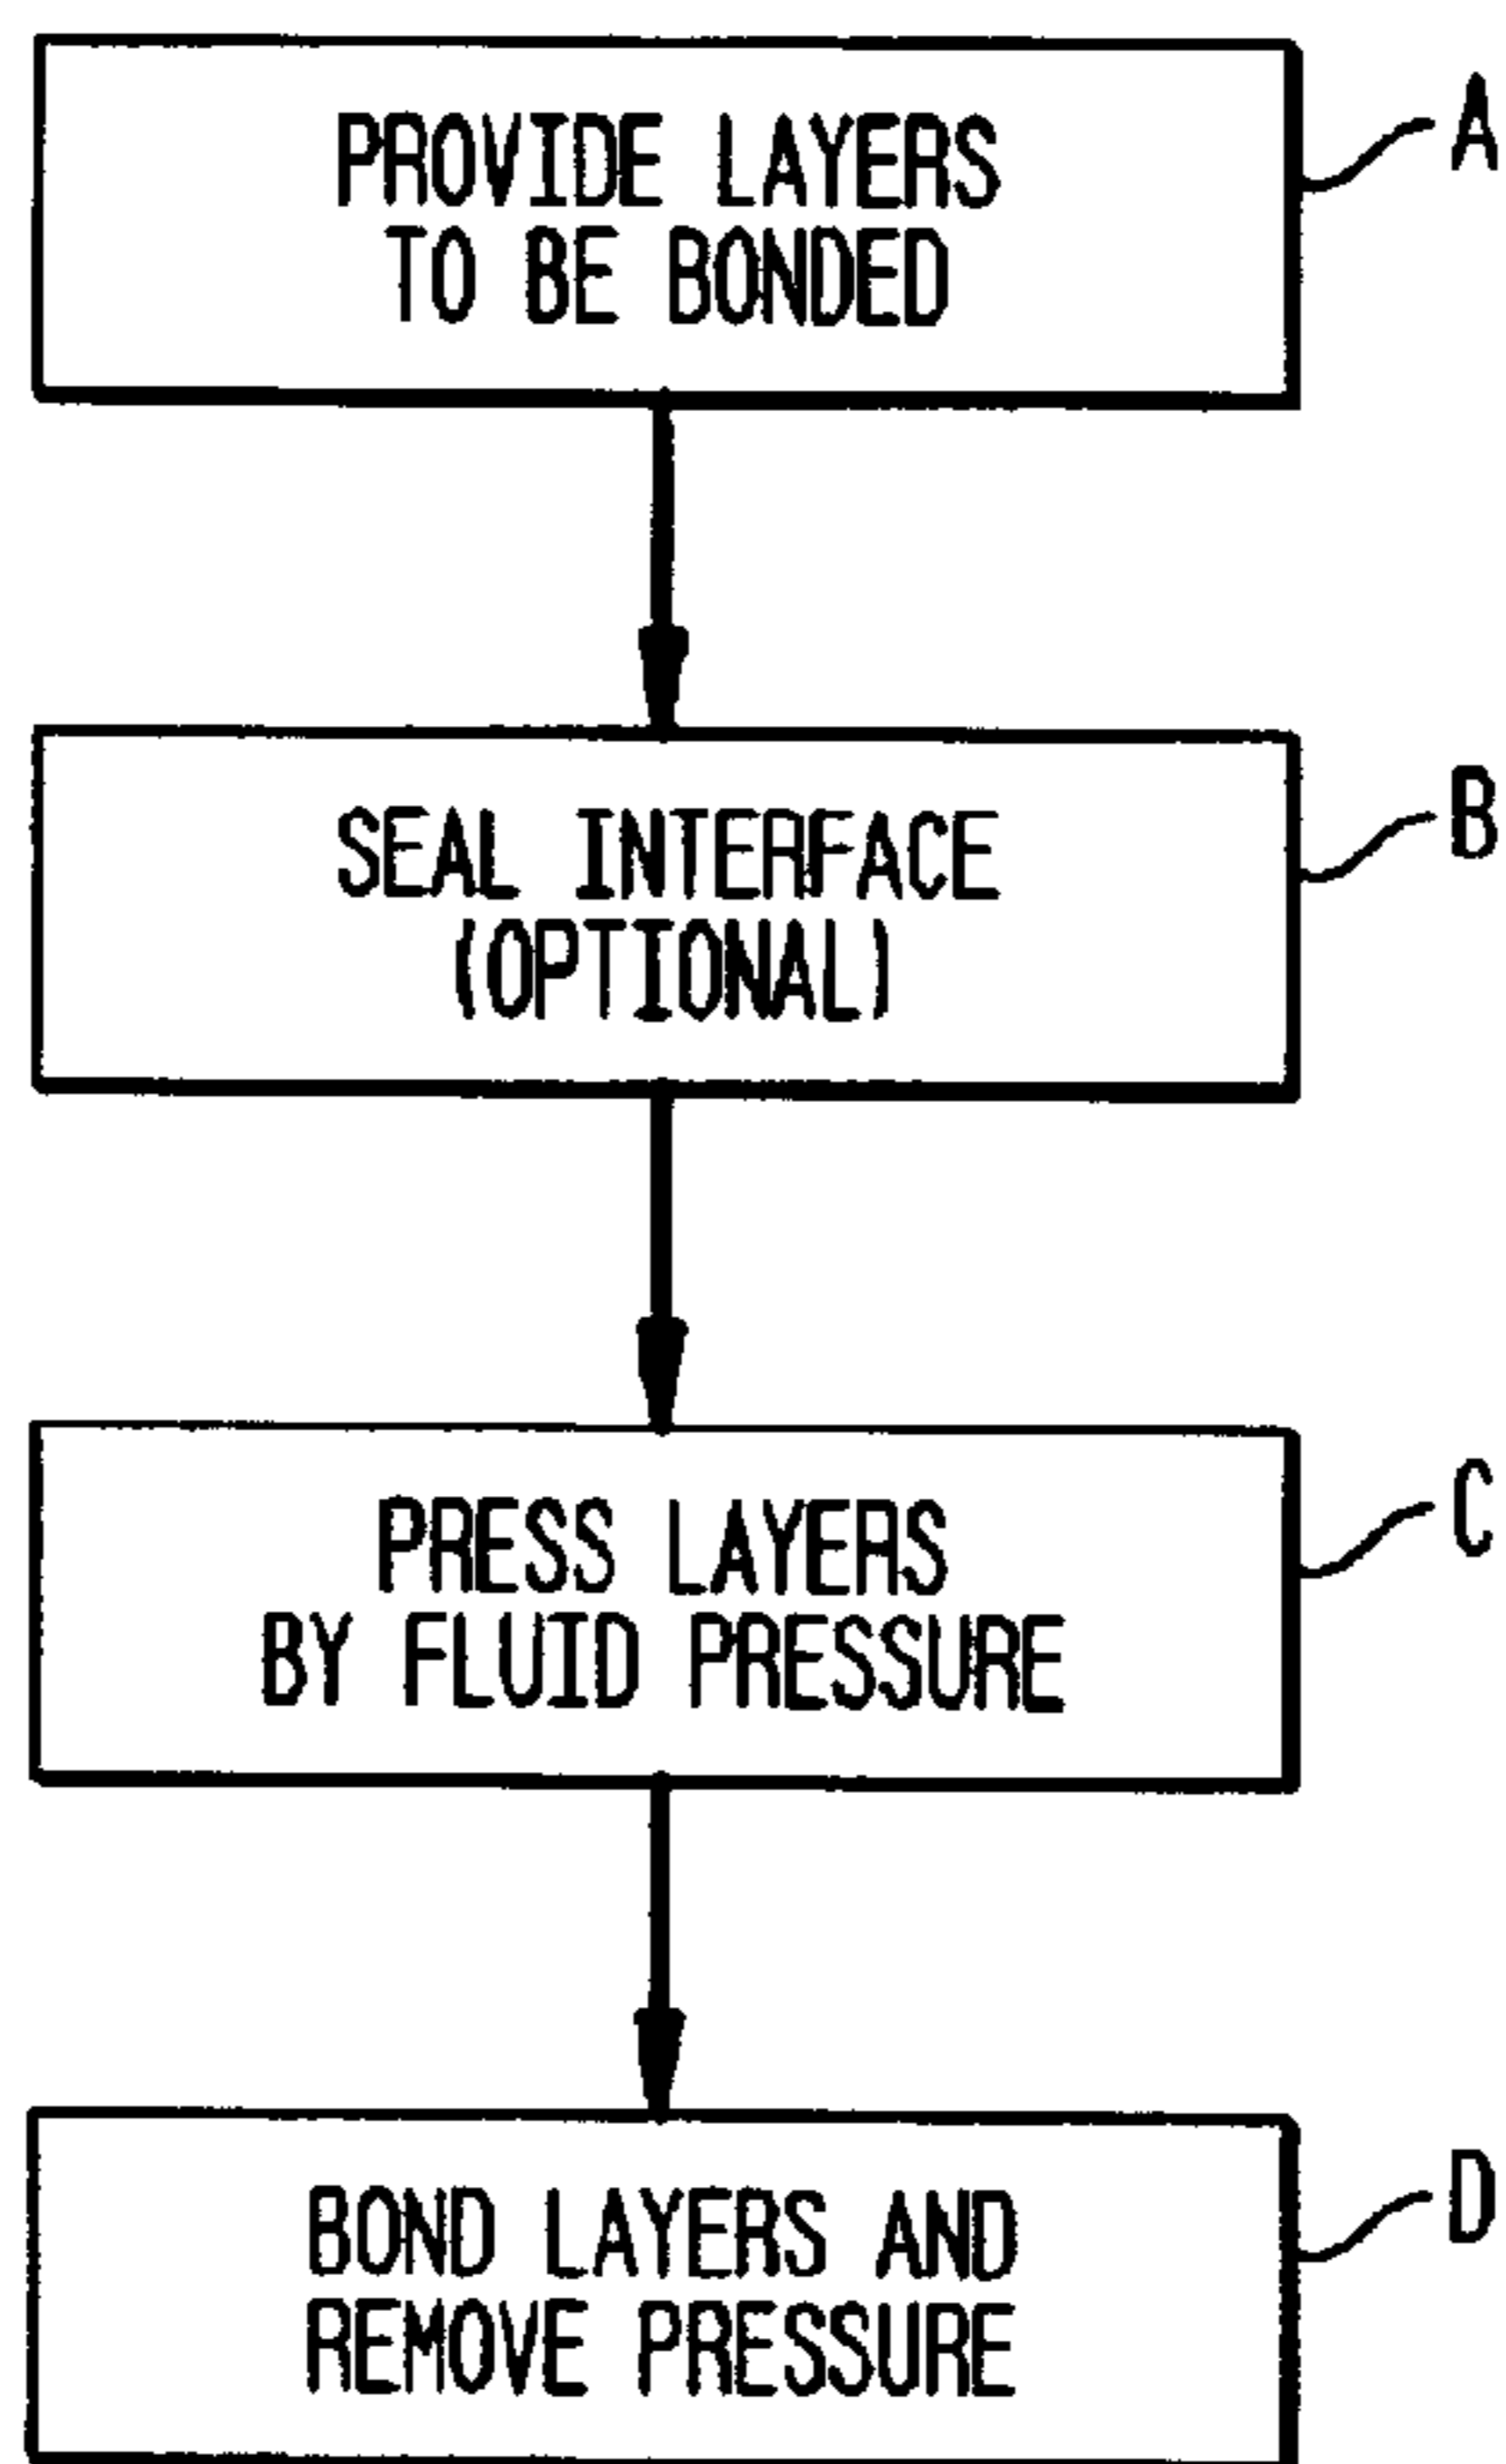 PROVIDE LAYERS
TO BE BONDED
A
SEAL INTERFACE
(OPTIONAL)
B
PRESS LAYERS
BY FLUID PRESSURE
C
BOND LAYERS AND
REMOVE PRESSURE
D